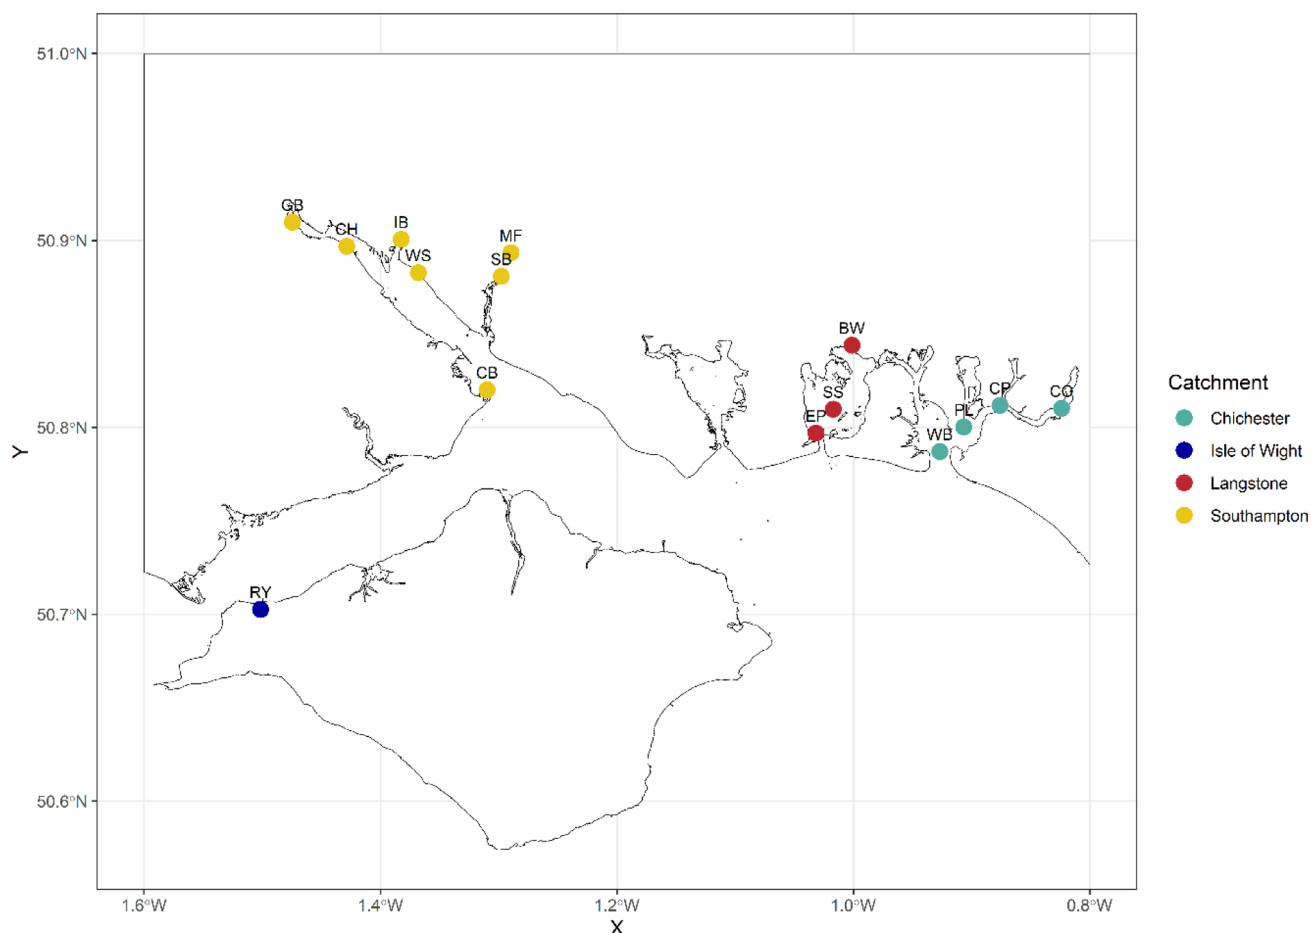 51.0°N
50.9°N
50.8°N
50.7°N
50.6°N
Y
GB
CH
IB
WS
MF
SB
CB
BW
SS
EP
CP
CO
PL
WB
RY
1.6°W
1.4°W
1.2°W
1.0°W
0.8°W
X
Catchment
Chichester
Isle of Wight
Langstone
Southampton